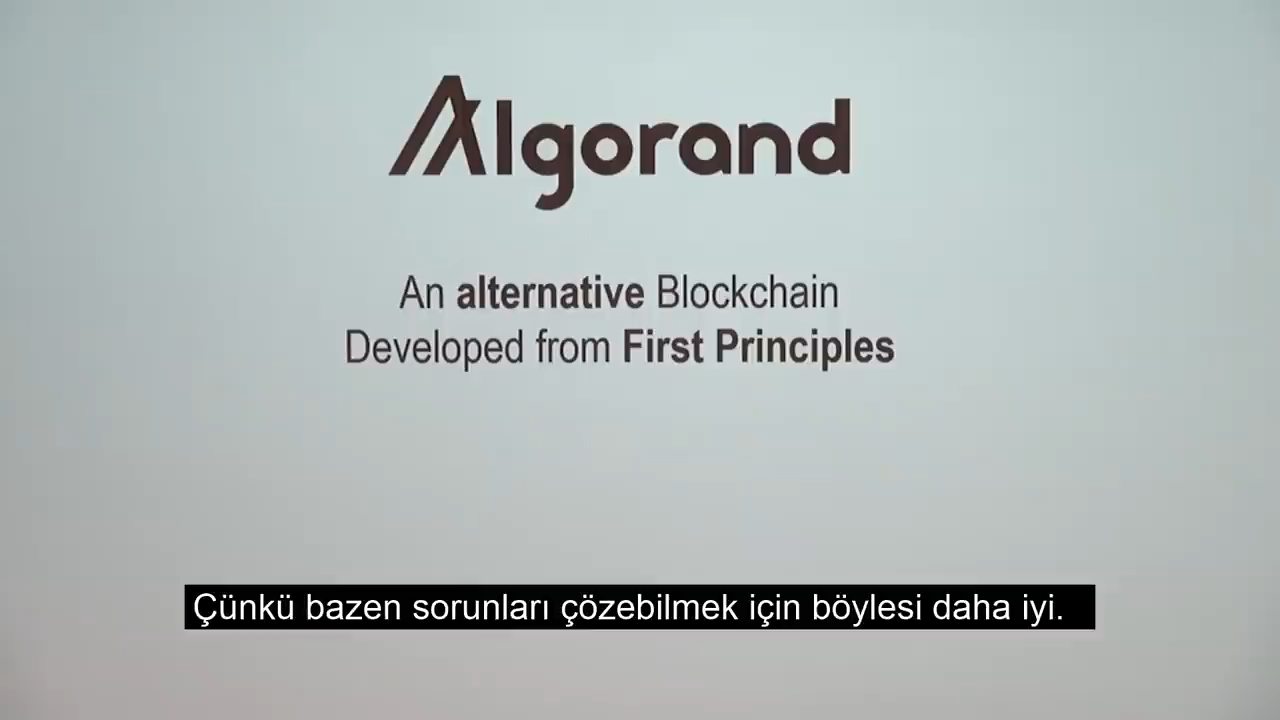 Algorand
An alternative Blockchain
Developed from First Principles
Çünkü bazen sorunları çözebilmek için böylesi daha iyi.